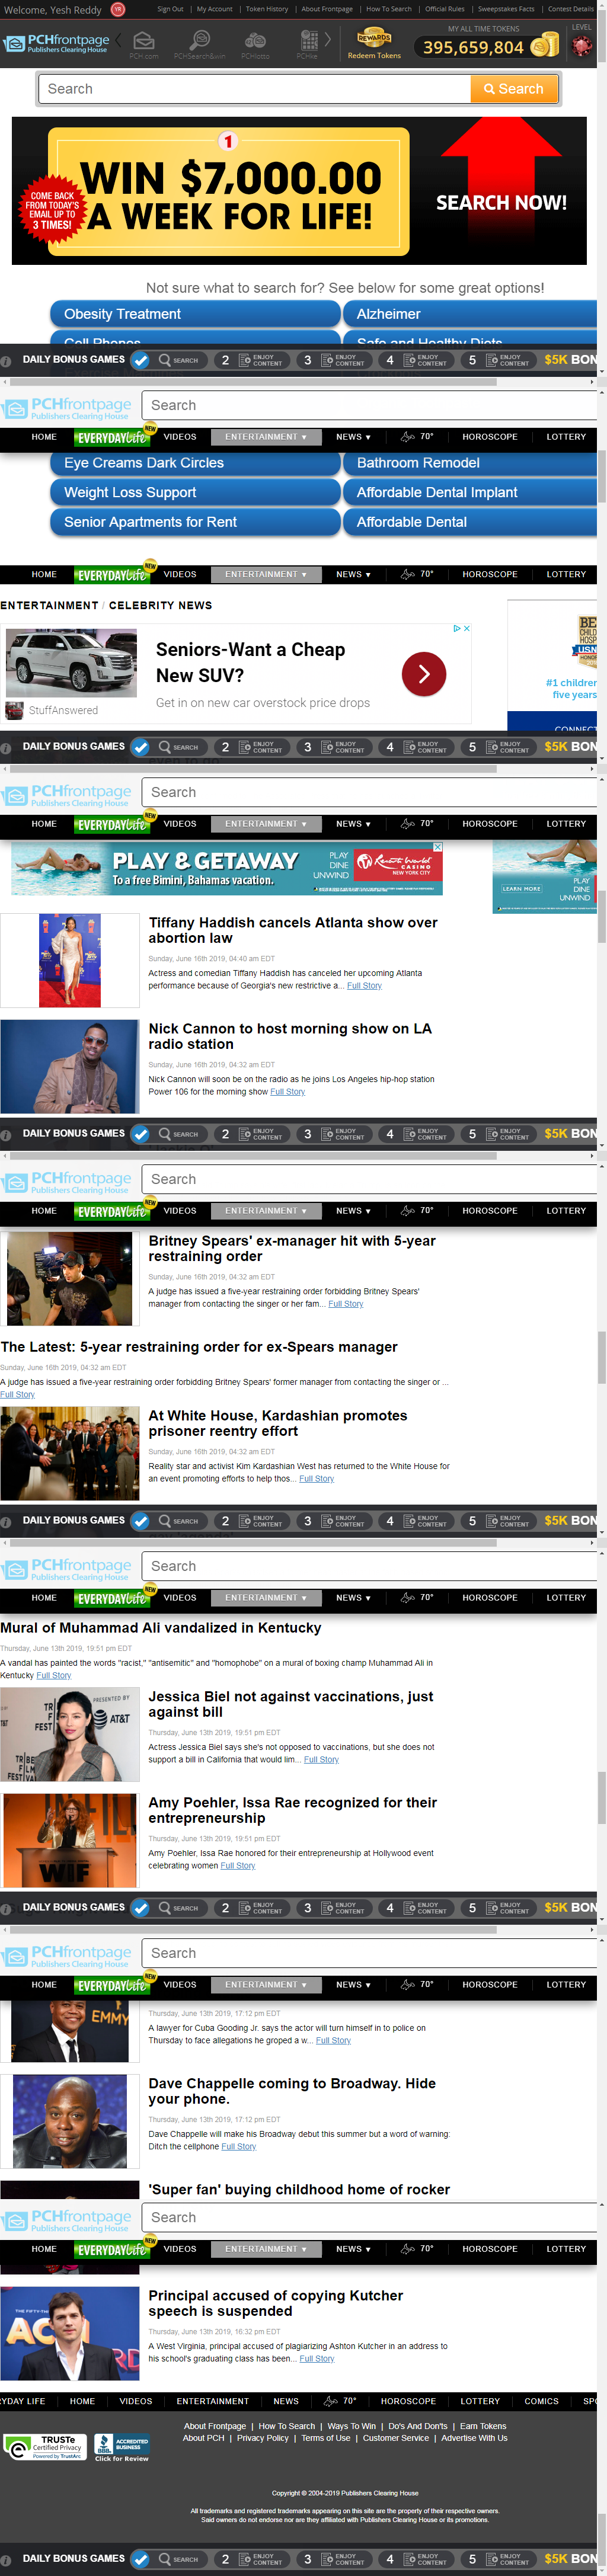 Welcome, Yesh Reddy YR Sign Out | My Account | Token History | About Frontpage | How To Search | Official Rules | Sweepstakes Facts | Contest Details
PCHfrontpage
Publishers Clearing House
PCH.com PCHSearch&win PCHlotto
REWARDS
Redeem Tokens
MY ALL TIME TOKENS
395,659,804
LEVEL
Search Search
1
WIN $7,000.00
A WEEK FOR LIFE!
COME BACK
FROM TODAY'S
EMAIL UP TO
3 TIMES!
SEARCH NOW!
Not sure what to search for? See below for some great options!
Obesity Treatment Alzheimer
Cell Phones Safe and Healthy Diets
DAILY BONUS GAMES SEARCH 2 ENJOY CONTENT 3 ENJOY CONTENT 4 ENJOY CONTENT 5 ENJOY CONTENT $5K BON
PCHfrontpage
Publishers Clearing House
Search
HOME EVERYDAYlife NEW VIDEOS ENTERTAINMENT ▼ NEWS ▼ 70° HOROSCOPE LOTTERY
Eye Creams Dark Circles Bathroom Remodel
Weight Loss Support Affordable Dental Implant
Senior Apartments for Rent Affordable Dental
HOME EVERYDAYlife NEW VIDEOS ENTERTAINMENT ▼ NEWS ▼ 70° HOROSCOPE LOTTERY
ENTERTAINMENT / CELEBRITY NEWS
Seniors-Want a Cheap
New SUV?
Get in on new car overstock price drops
StuffAnswered
#1 children
five years
CONNECT
DAILY BONUS GAMES SEARCH 2 ENJOY CONTENT 3 ENJOY CONTENT 4 ENJOY CONTENT 5 ENJOY CONTENT $5K BON
PCHfrontpage
Publishers Clearing House
Search
HOME EVERYDAYlife NEW VIDEOS ENTERTAINMENT ▼ NEWS ▼ 70° HOROSCOPE LOTTERY
PLAY & GETAWAY
To a free Bimini, Bahamas vacation.
PLAY
DINE
UNWIND
Resorts World
CASINO
NEW YORK CITY
LEARN MORE
PLAY
DINE
UNWIND
Tiffany Haddish cancels Atlanta show over
abortion law
Sunday, June 16th 2019, 04:40 am EDT
Actress and comedian Tiffany Haddish has canceled her upcoming Atlanta
performance because of Georgia's new restrictive a... Full Story
Nick Cannon to host morning show on LA
radio station
Sunday, June 16th 2019, 04:32 am EDT
Nick Cannon will soon be on the radio as he joins Los Angeles hip-hop station
Power 106 for the morning show Full Story
DAILY BONUS GAMES SEARCH 2 ENJOY CONTENT 3 ENJOY CONTENT 4 ENJOY CONTENT 5 ENJOY CONTENT $5K BON
PCHfrontpage
Publishers Clearing House
Search
HOME EVERYDAYlife NEW VIDEOS ENTERTAINMENT ▼ NEWS ▼ 70° HOROSCOPE LOTTERY
Britney Spears' ex-manager hit with 5-year
restraining order
Sunday, June 16th 2019, 04:32 am EDT
A judge has issued a five-year restraining order forbidding Britney Spears'
manager from contacting the singer or her fam... Full Story
The Latest: 5-year restraining order for ex-Spears manager
Sunday, June 16th 2019, 04:32 am EDT
A judge has issued a five-year restraining order forbidding Britney Spears' former manager from contacting the singer or ...
Full Story
At White House, Kardashian promotes
prisoner reentry effort
Sunday, June 16th 2019, 04:32 am EDT
Reality star and activist Kim Kardashian West has returned to the White House for
an event promoting efforts to help thos... Full Story
DAILY BONUS GAMES SEARCH 2 ENJOY CONTENT 3 ENJOY CONTENT 4 ENJOY CONTENT 5 ENJOY CONTENT $5K BON
PCHfrontpage
Publishers Clearing House
Search
HOME EVERYDAYlife NEW VIDEOS ENTERTAINMENT ▼ NEWS ▼ 70° HOROSCOPE LOTTERY
Mural of Muhammad Ali vandalized in Kentucky
Thursday, June 13th 2019, 19:51 pm EDT
A vandal has painted the words "racist," "antisemitic" and "homophobe" on a mural of boxing champ Muhammad Ali in
Kentucky Full Story
PRESENTED BY
AT&T
Jessica Biel not against vaccinations, just
against bill
Thursday, June 13th 2019, 19:51 pm EDT
Actress Jessica Biel says she's not opposed to vaccinations, but she does not
support a bill in California that would lim... Full Story
WIF
Amy Poehler, Issa Rae recognized for their
entrepreneurship
Thursday, June 13th 2019, 19:51 pm EDT
Amy Poehler, Issa Rae honored for their entrepreneurship at Hollywood event
celebrating women Full Story
DAILY BONUS GAMES SEARCH 2 ENJOY CONTENT 3 ENJOY CONTENT 4 ENJOY CONTENT 5 ENJOY CONTENT $5K BON
PCHfrontpage
Publishers Clearing House
Search
HOME EVERYDAYlife NEW VIDEOS ENTERTAINMENT ▼ NEWS ▼ 70° HOROSCOPE LOTTERY
EMMY
Thursday, June 13th 2019, 17:12 pm EDT
A lawyer for Cuba Gooding Jr. says the actor will turn himself in to police on
Thursday to face allegations he groped a w... Full Story
Dave Chappelle coming to Broadway. Hide
your phone.
Thursday, June 13th 2019, 17:12 pm EDT
Dave Chappelle will make his Broadway debut this summer but a word of warning:
Ditch the cellphone Full Story
'Super fan' buying childhood home of rocker
PCHfrontpage
Publishers Clearing House
Search
HOME EVERYDAYlife NEW VIDEOS ENTERTAINMENT ▼ NEWS ▼ 70° HOROSCOPE LOTTERY
Principal accused of copying Kutcher
speech is suspended
Thursday, June 13th 2019, 16:32 pm EDT
A West Virginia, principal accused of plagiarizing Ashton Kutcher in an address to
his school's graduating class has been... Full Story
RYDAY LIFE HOME VIDEOS ENTERTAINMENT NEWS 70° HOROSCOPE LOTTERY COMICS SPO
TRUSTe
Certified Privacy
Powered by TrustArc
BBB
ACCREDITED
BUSINESS
Click for Review
About Frontpage | How To Search | Ways To Win | Do's And Don'ts | Earn Tokens
About PCH | Privacy Policy | Terms of Use | Customer Service | Advertise With Us
Copyright © 2004-2019 Publishers Clearing House
All trademarks and registered trademarks appearing on this site are the property of their respective owners.
Said owners do not endorse nor are they affiliated with Publishers Clearing House or its promotions.
DAILY BONUS GAMES SEARCH 2 ENJOY CONTENT 3 ENJOY CONTENT 4 ENJOY CONTENT 5 ENJOY CONTENT $5K BON